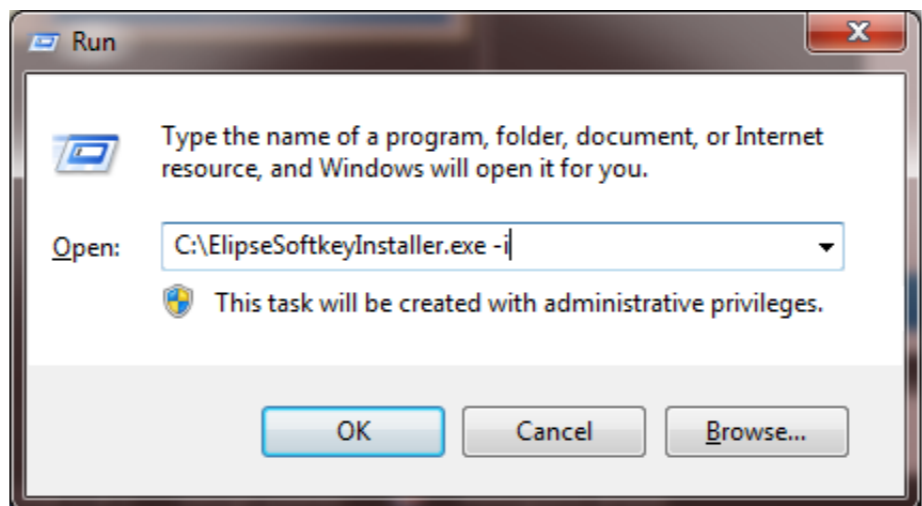 Run
Type the name of a program, folder, document, or Internet
resource, and Windows will open it for you.
Open: C:\ElipseSoftkeyInstaller.exe -i
This task will be created with administrative privileges.
OK Cancel Browse...